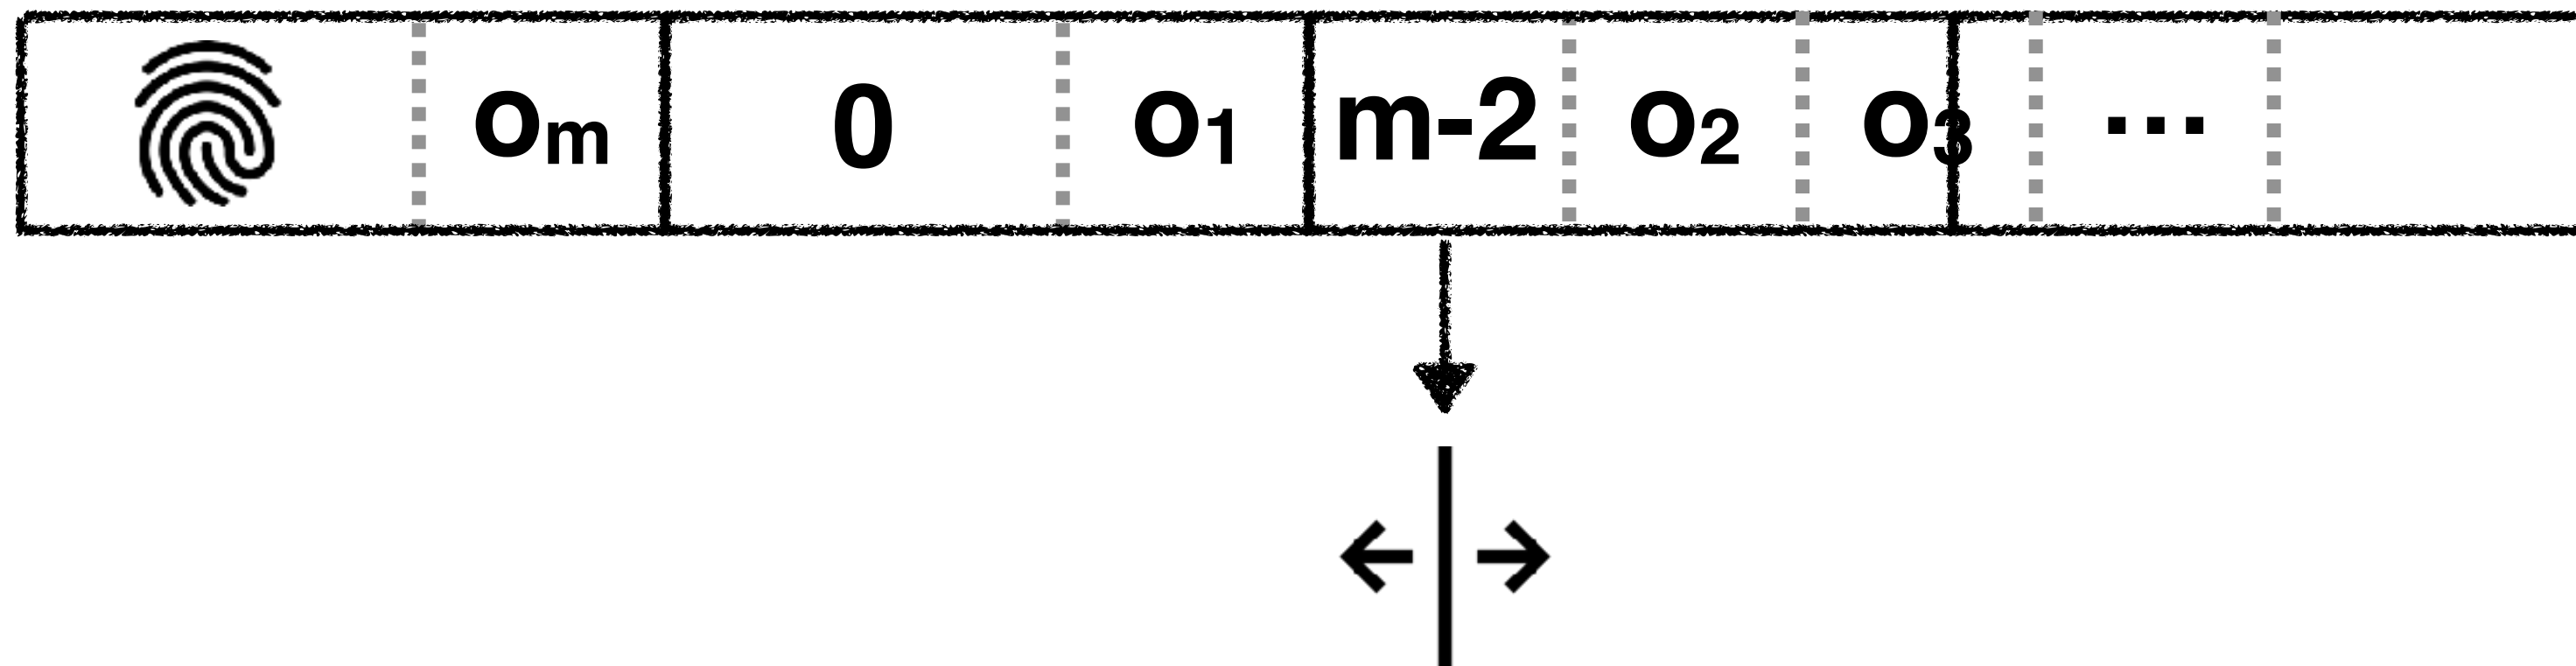 oₘ 0 o₁ m-2 o₂ o₃ ...